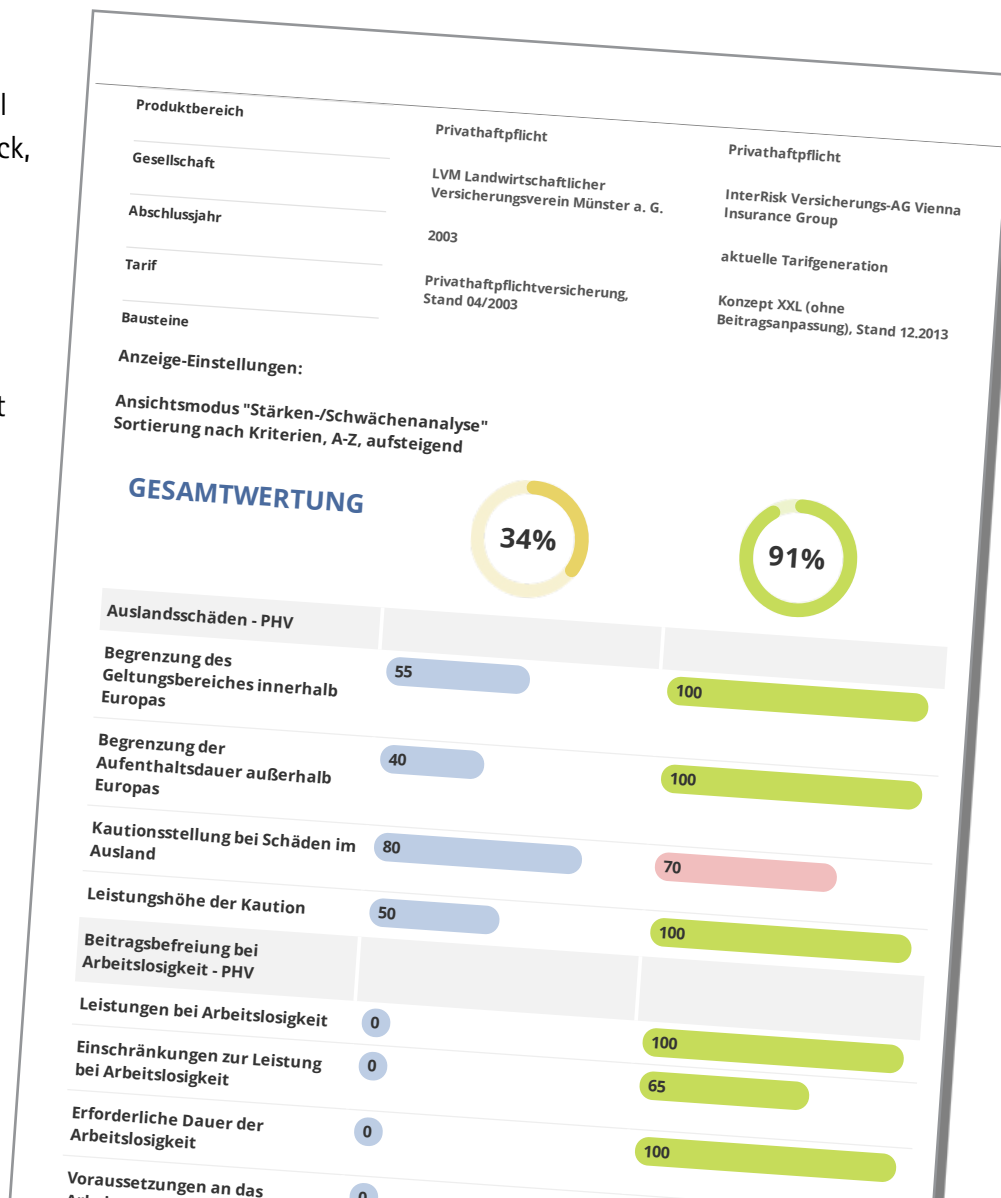 l
ck,
t
Produktbereich
Privathaftpflicht
Privathaftpflicht
Gesellschaft
LVM Landwirtschaftlicher
Versicherungsverein Münster a. G.
InterRisk Versicherungs-AG Vienna
Insurance Group
Abschlussjahr
2003
aktuelle Tarifgeneration
Tarif
Privathaftpflichtversicherung,
Stand 04/2003
Konzept XXL (ohne
Beitragsanpassung), Stand 12.2013
Bausteine
Anzeige-Einstellungen:
Ansichtsmodus "Stärken-/Schwächenanalyse"
Sortierung nach Kriterien, A-Z, aufsteigend
GESAMTWERTUNG
34%
91%
Auslandsschäden - PHV
Begrenzung des
Geltungsbereiches innerhalb
Europas
55
100
Begrenzung der
Aufenthaltsdauer außerhalb
Europas
40
100
Kautionsstellung bei Schäden im
Ausland
80
70
Leistungshöhe der Kaution
50
100
Beitragsbefreiung bei
Arbeitslosigkeit - PHV
Leistungen bei Arbeitslosigkeit
0
100
Einschränkungen zur Leistung
bei Arbeitslosigkeit
0
65
Erforderliche Dauer der
Arbeitslosigkeit
0
100
Voraussetzungen an das
0